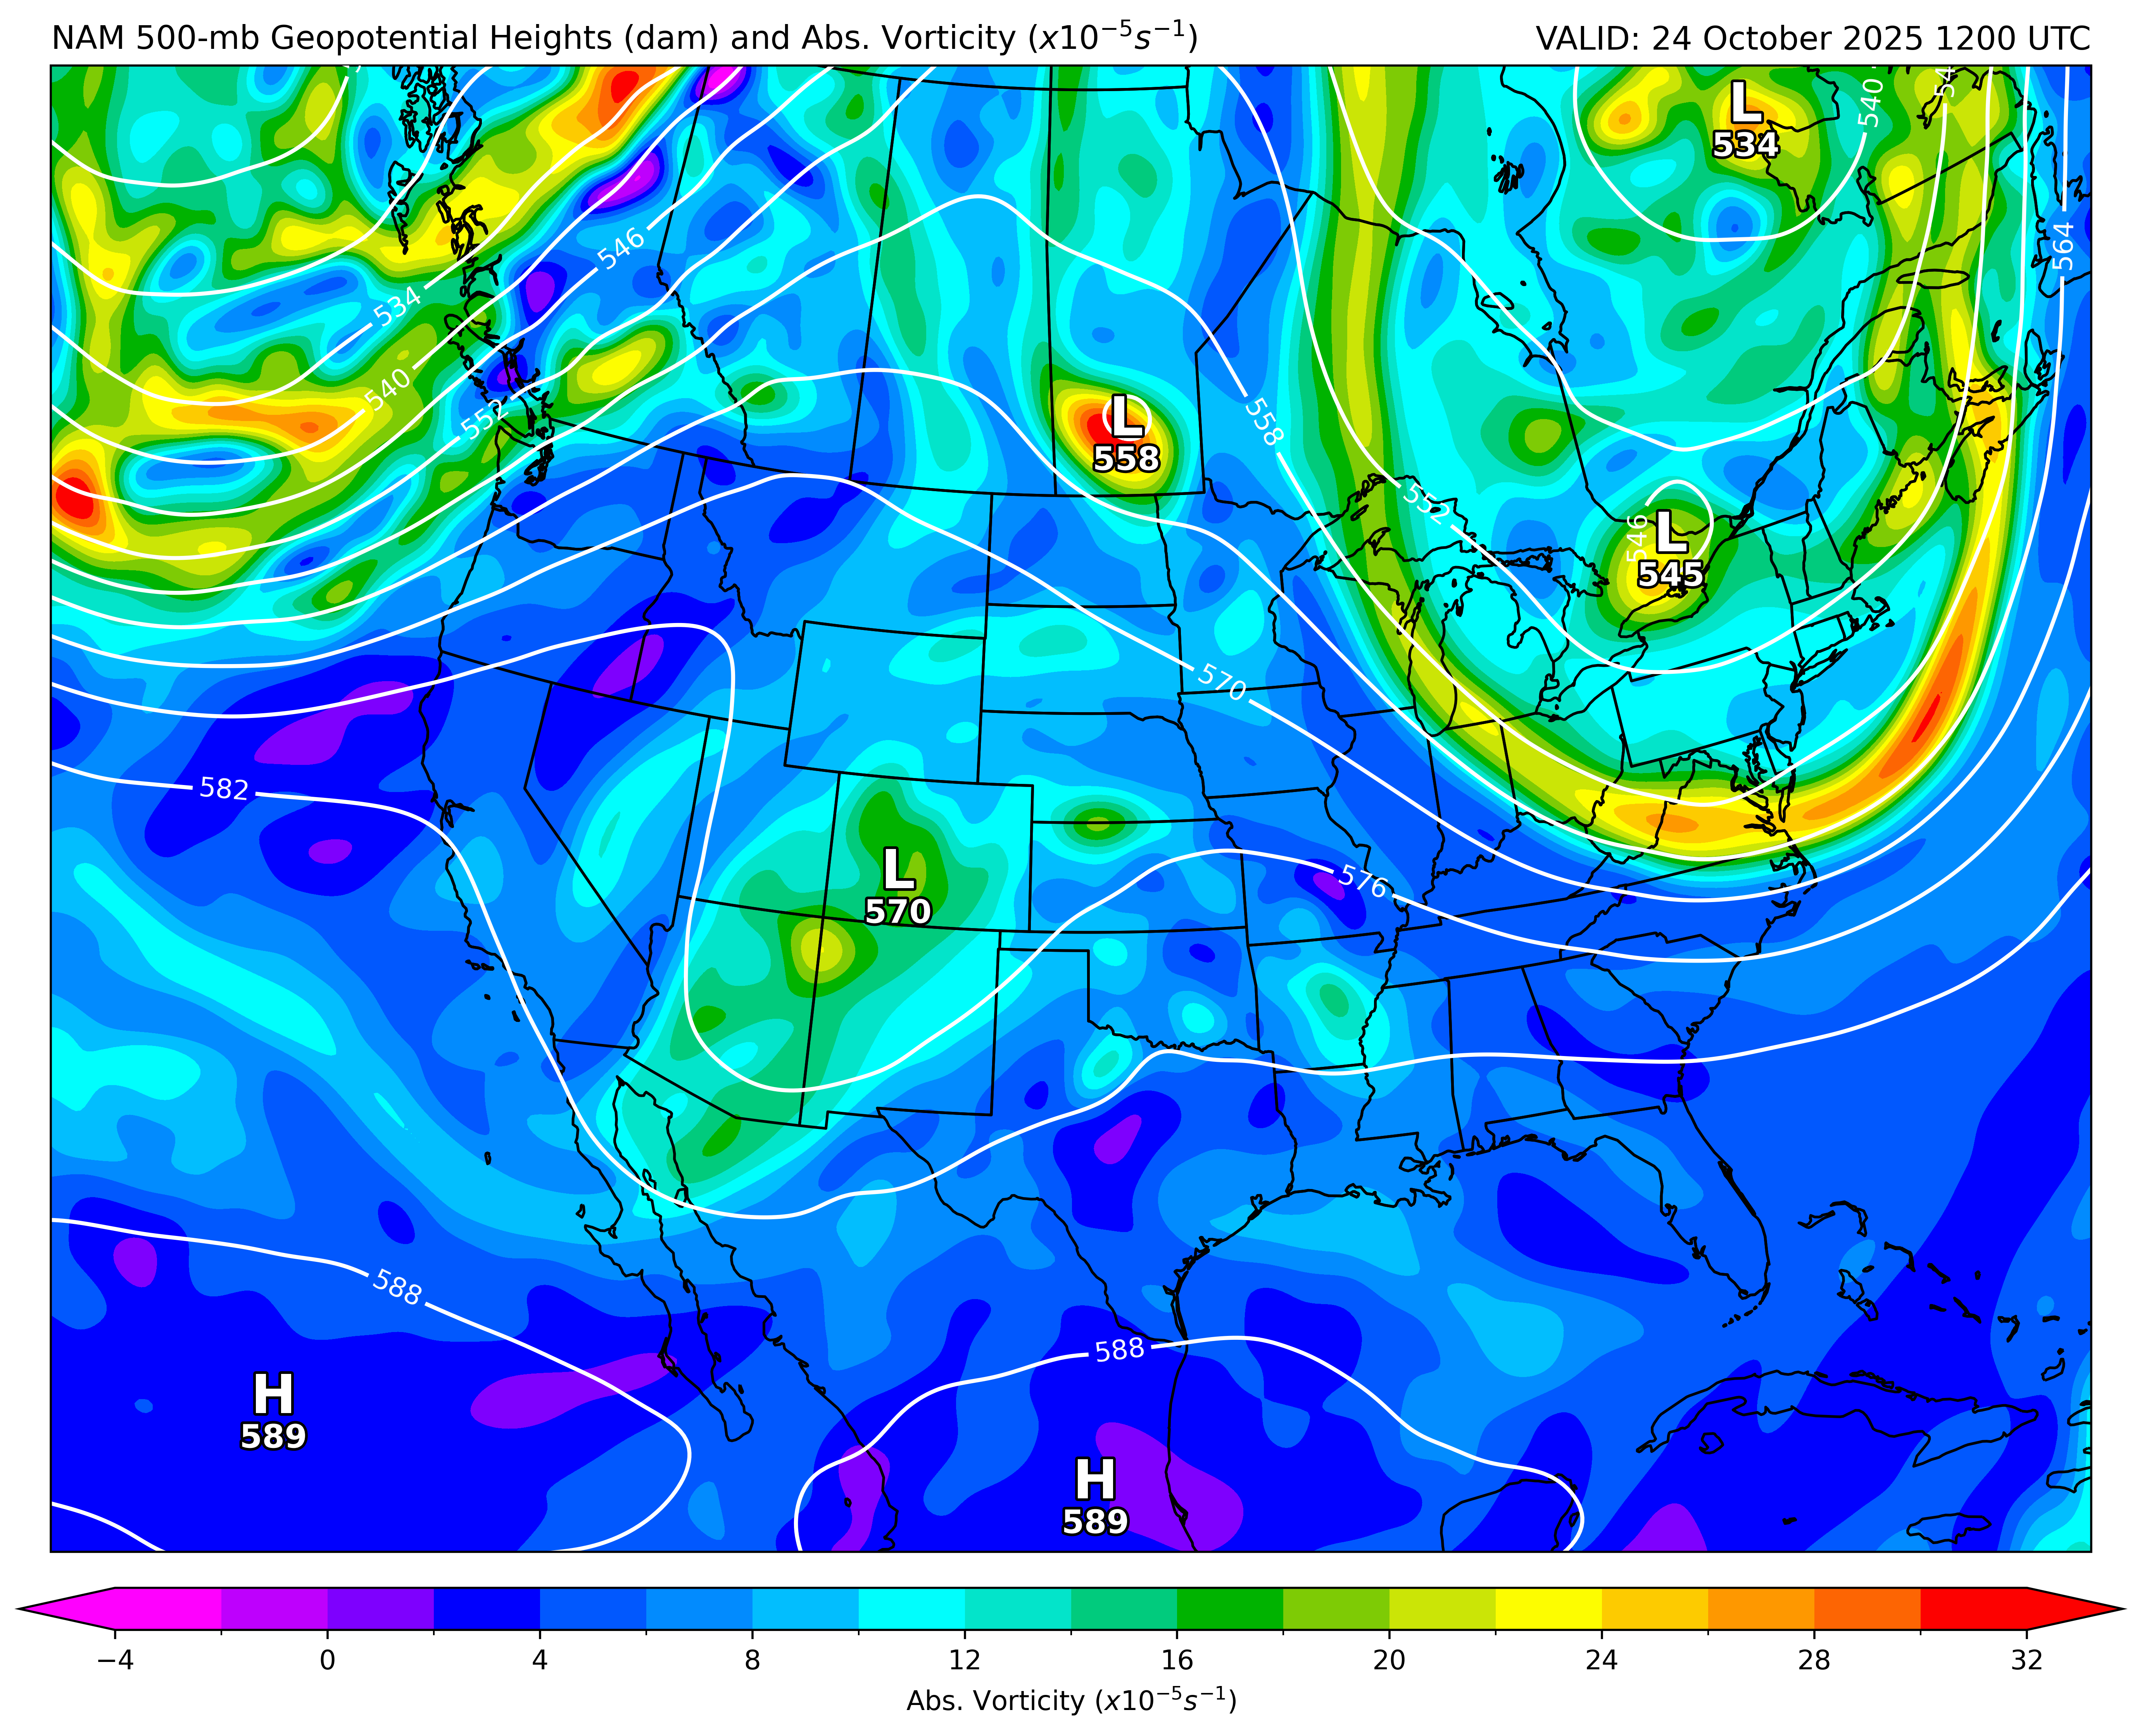 NAM 500-mb Geopotential Heights (dam) and Abs. Vorticity (x10⁻⁵s⁻¹) VALID: 24 October 2025 1200 UTC
L
534
540
54
564
546
534
540
552
L
558
558
552
546
L
545
570
582
L
570
576
588
588
H
589
H
589
−4 0 4 8 12 16 20 24 28 32
Abs. Vorticity (x10⁻⁵s⁻¹)